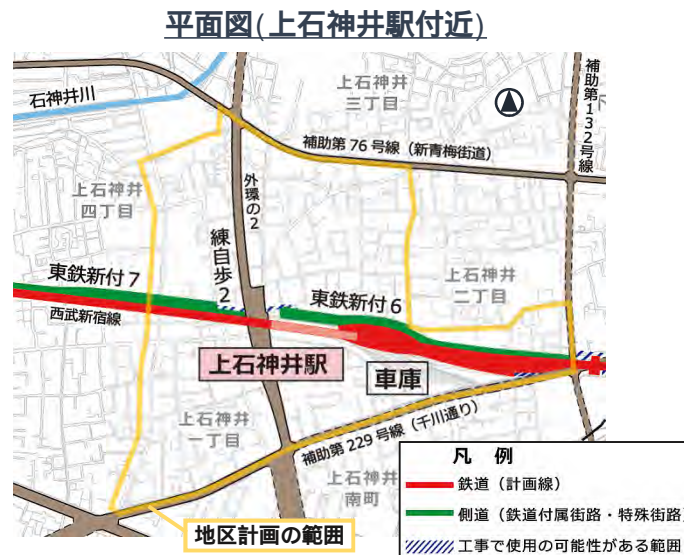 平面図(上石神井駅付近)
石神井川
上石神井
三丁目
補助第132号線
補助第76号線(新青梅街道)
上石神井
四丁目
外環の2
練自歩2
東鉄新付7
東鉄新付6
上石神井
二丁目
西武新宿線
上石神井駅
車庫
上石神井
一丁目
補助第229号線(千川通り)
上石神井
南町
地区計画の範囲
凡 例
鉄道(計画線)
側道(鉄道付属街路・特殊街路)
工事で使用の可能性がある範囲